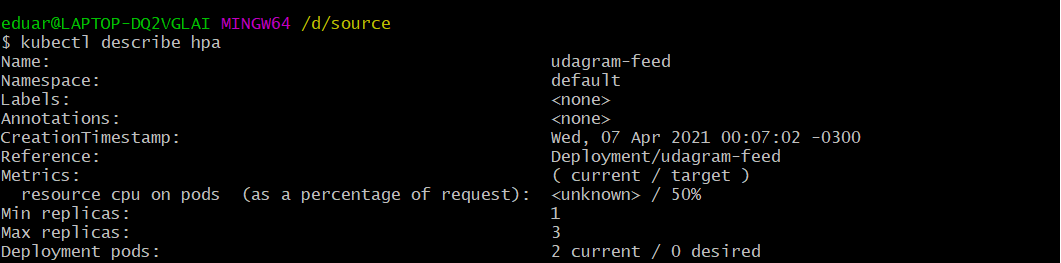 eduar@LAPTOP-DQ2VGLAI MINGW64 /d/source
$ kubectl describe hpa
Name: udagram-feed
Namespace: default
Labels: <none>
Annotations: <none>
CreationTimestamp: Wed, 07 Apr 2021 00:07:02 -0300
Reference: Deployment/udagram-feed
Metrics: ( current / target )
  resource cpu on pods  (as a percentage of request): <unknown> / 50%
Min replicas: 1
Max replicas: 3
Deployment pods: 2 current / 0 desired